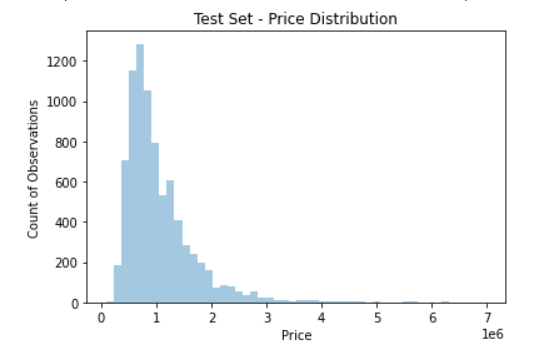 Test Set - Price Distribution
1200
1000
800
600
400
200
0
Count of Observations
0 1 2 3 4 5 6 7
1e6
Price